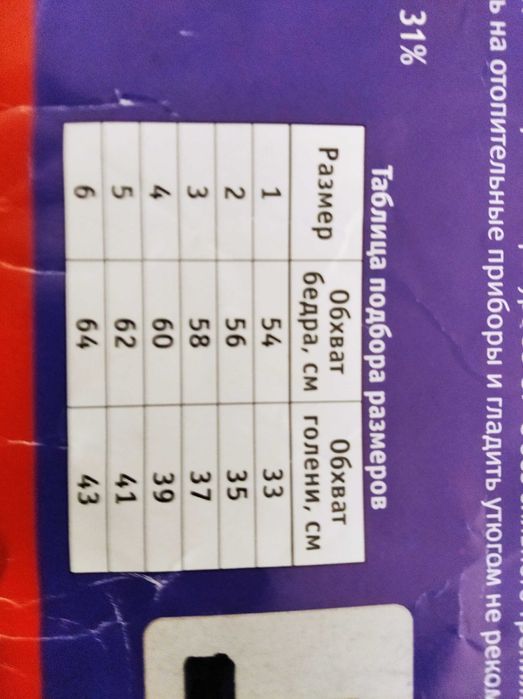 ь на отопительные приборы и гладить утюгом не реком
31%
Таблица подбора размеров
Размер Обхват бедра, см Обхват голени, см
1 54 33
2 56 35
3 58 37
4 60 39
5 62 41
6 64 43